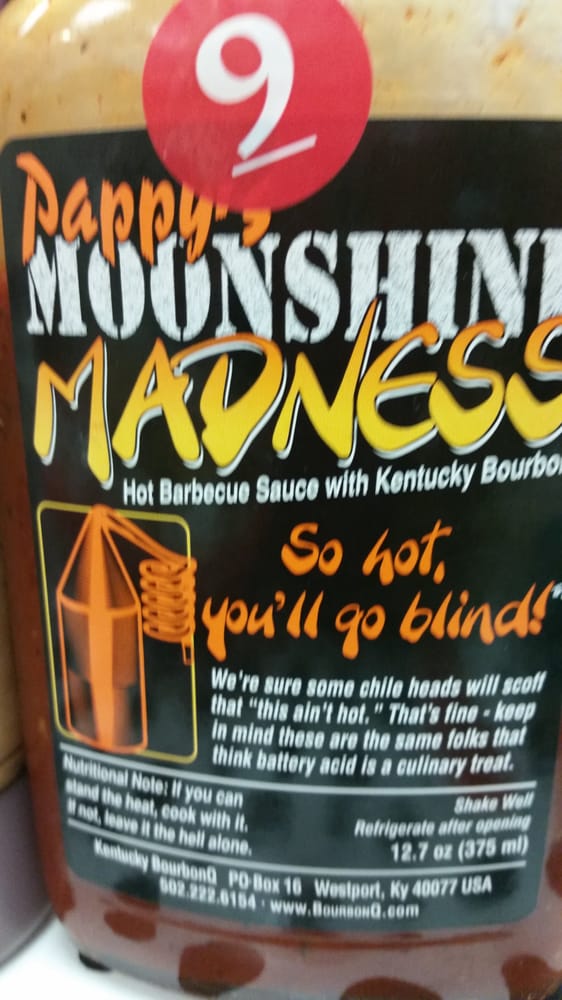 9
Pappy's
MOONSHIN
MADNESS
Hot Barbecue Sauce with Kentucky Bourbo
So hot,
you'll go blind!
We're sure some chile heads will scoff
that "this ain't hot." That's fine - keep
in mind these are the same folks that
think battery acid is a culinary treat.
Nutritional Note: If you can
stand the heat, cook with it.
If not, leave it the hell alone.
Shake Well
Refrigerate after opening
12.7 oz (375 ml)
Kentucky BourbonQ PO Box 16 Westport, Ky 40077 USA
502.222.6154 · www.BourbonQ.com